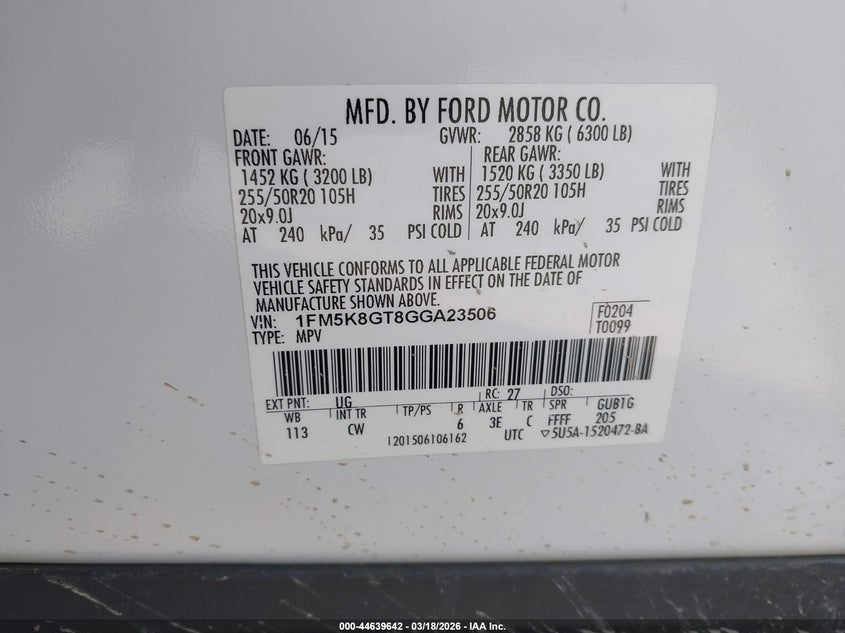 MFD. BY FORD MOTOR CO.
DATE: 06/15 GVWR: 2858 KG ( 6300 LB)
FRONT GAWR: REAR GAWR:
1452 KG ( 3200 LB) WITH 1520 KG ( 3350 LB) WITH
255/50R20 105H TIRES 255/50R20 105H TIRES
20x9.0J RIMS 20x9.0J RIMS
AT 240 kPa/ 35 PSI COLD AT 240 kPa/ 35 PSI COLD
THIS VEHICLE CONFORMS TO ALL APPLICABLE FEDERAL MOTOR
VEHICLE SAFETY STANDARDS IN EFFECT ON THE DATE OF
MANUFACTURE SHOWN ABOVE.
VIN: 1FM5K8GT8GGA23506 F0204
TYPE: MPV T0099
EXT PNT: UG RC: 27 DSO:
WB INT TR TP/PS R AXLE TR SPR GUB1G
113 CW 6 3E C FFFF 205
1201506106162 UTC ▽5U5A-1520472-BA
000-44639642 — 03/18/2026 — IAA Inc.